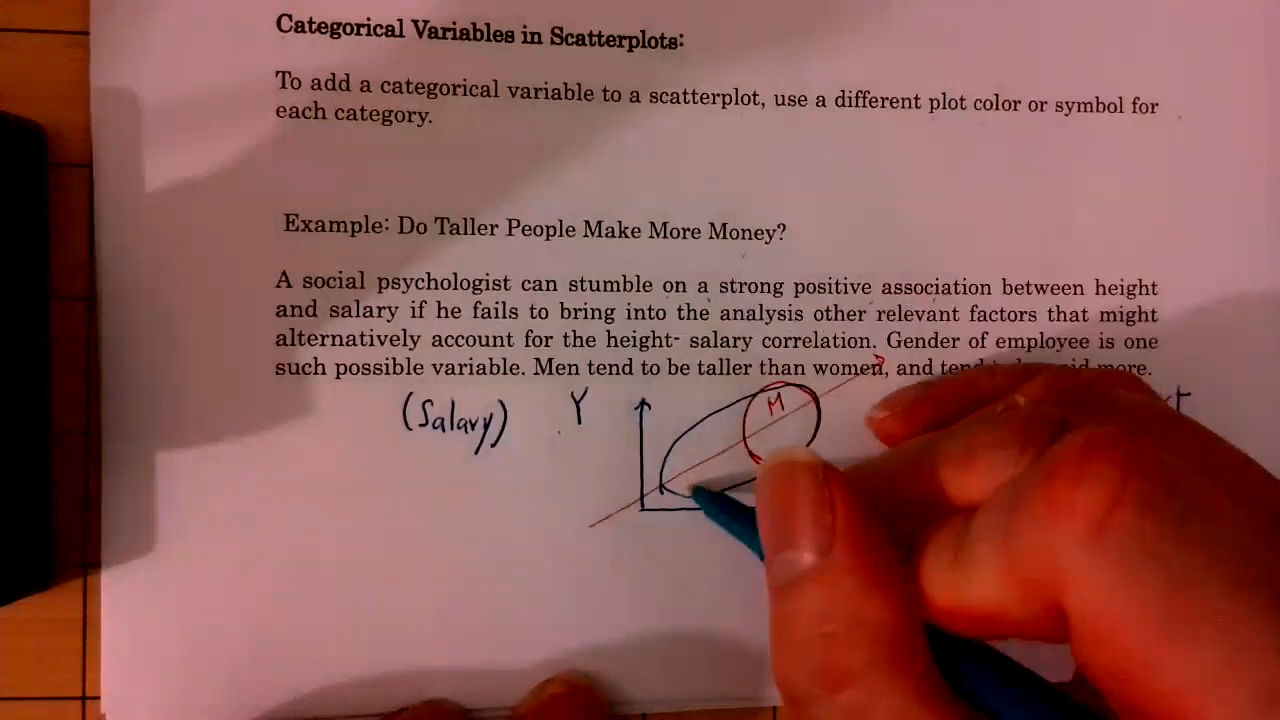 Categorical Variables in Scatterplots:
To add a categorical variable to a scatterplot, use a different plot color or symbol for
each category.
Example: Do Taller People Make More Money?
A social psychologist can stumble on a strong positive association between height
and salary if he fails to bring into the analysis other relevant factors that might
alternatively account for the height- salary correlation. Gender of employee is one
such possible variable. Men tend to be taller than women, and more.
(Salary) Y
M